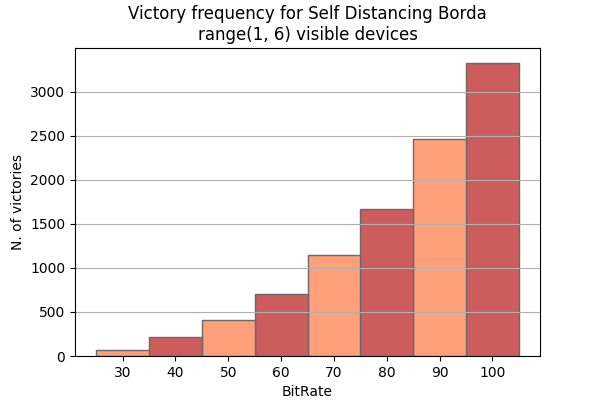 Victory frequency for Self Distancing Borda
range(1, 6) visible devices
N. of victories
3000
2500
2000
1500
1000
500
0
30 40 50 60 70 80 90 100
BitRate